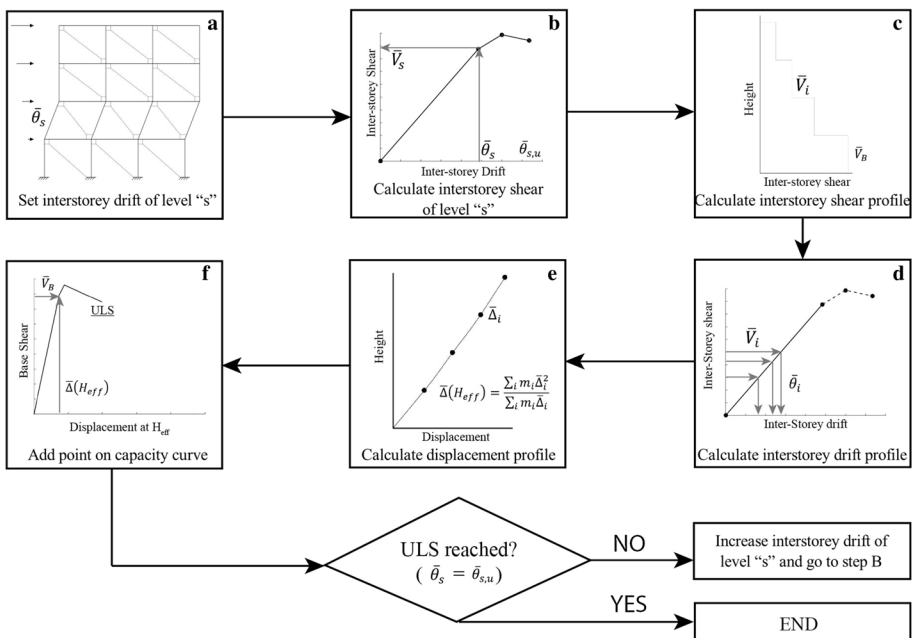 a
θ̄s
Set interstorey drift of level “s”
b
Inter-storey Shear
V̄s
θ̄s
θ̄s,u
Inter-storey Drift
Calculate interstorey shear
of level “s”
c
Height
V̄i
V̄B
Inter-storey shear
Calculate interstorey shear profile
f
Base Shear
V̄B
ULS
Δ̄(Heff)
Displacement at Heff
Add point on capacity curve
e
Height
Δ̄i
Δ̄(Heff) = ∑i mi Δ̄i² / ∑i mi Δ̄i
Displacement
Calculate displacement profile
d
Inter-Storey shear
V̄i
θ̄i
Inter-Storey drift
Calculate interstorey drift profile
ULS reached?
( θ̄s = θ̄s,u)
NO
Increase interstorey drift of
level “s” and go to step B
YES
END